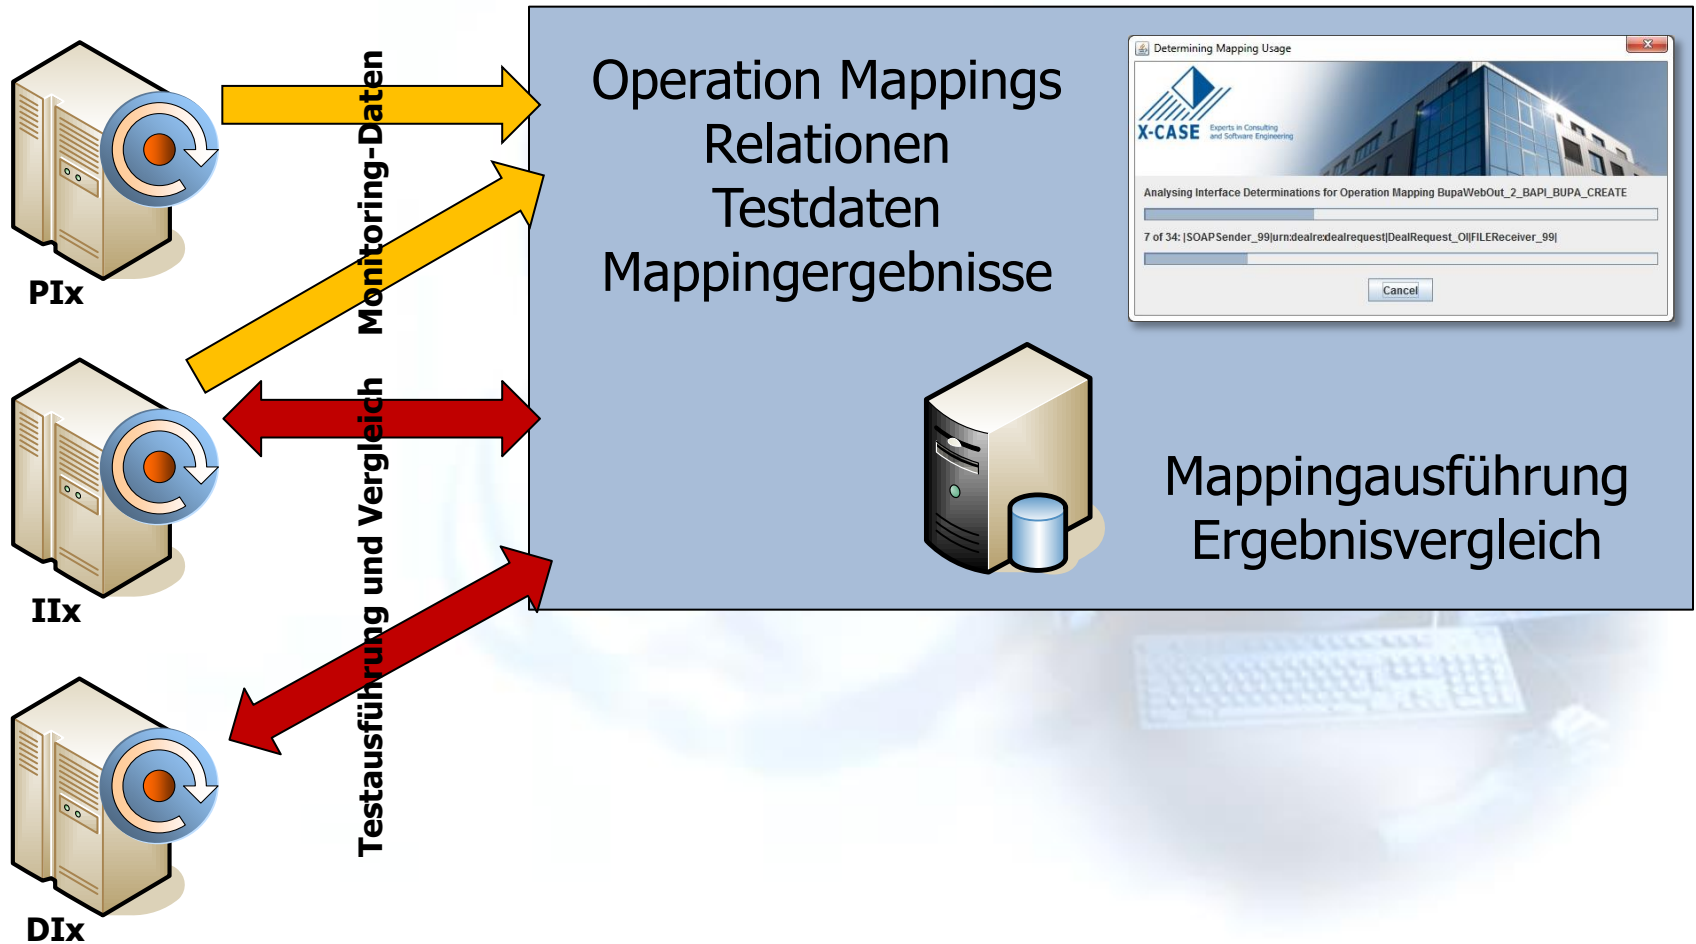 PIx
IIx
DIx
Monitoring-Daten
Testausführung und Vergleich
Operation Mappings
Relationen
Testdaten
Mappingergebnisse
Determining Mapping Usage
X-CASE
Experts in Consulting
and Software Engineering
Analysing Interface Determinations for Operation Mapping BupaWebOut_2_BAPI_BUPA_CREATE
7 of 34: |SOAPSender_99|urn:dealre:dealrequest|DealRequest_OI|FILEReceiver_99|
Cancel
Mappingausführung
Ergebnisvergleich